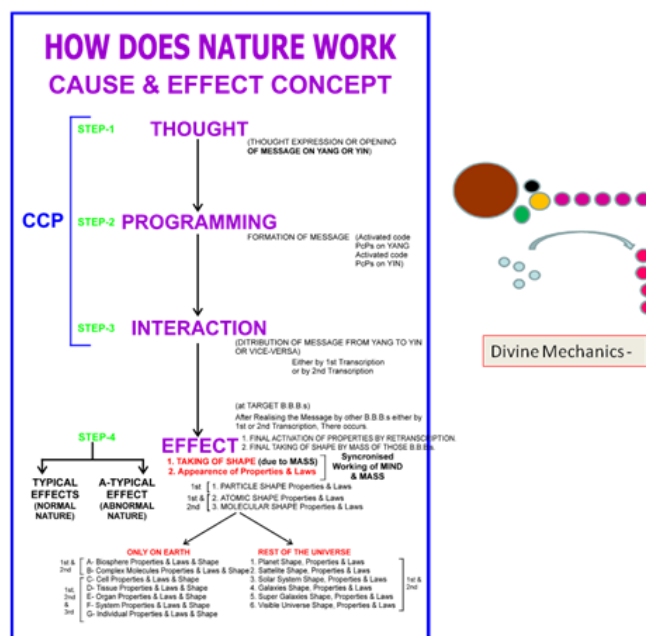 HOW DOES NATURE WORK
CAUSE & EFFECT CONCEPT
STEP-1
THOUGHT
(THOUGHT EXPRESSION OR OPENING
OF MESSAGE ON YANG OR YIN)
CCP
STEP-2
PROGRAMMING
FORMATION OF MESSAGE (Activated code
PcPs on YANG
Activated code
PcPs on YIN)
STEP-3
INTERACTION
(DITRIBUTION OF MESSAGE FROM YANG TO YIN
OR VICE-VERSA)
Either by 1st Transcription
or by 2nd Transcription
(at TARGET B.B.B.s)
After Realising the Message by other B.B.B.s either by
1st or 2nd Transcription, There occurs
STEP-4
EFFECT
1. FINAL ACTIVATION OF PROPERTIES BY RETRANSCRIPTION.
2. FINAL TAKING OF SHAPE BY MASS OF THOSE B.B.B.s.
1. TAKING OF SHAPE (due to MASS)
2. Appearence of Properties & Laws
Syncronised
Working of MIND
& MASS
TYPICAL
EFFECTS
(NORMAL
NATURE)
A-TYPICAL
EFFECT
(ABNORMAL
NATURE)
1st
1. PARTICLE SHAPE Properties & Laws
1st &
2nd
2. ATOMIC SHAPE Properties & Laws
3. MOLECULAR SHAPE Properties & Laws
ONLY ON EARTH
1st &
2nd
A- Biosphere Properties & Laws & Shape
B- Complex Molecules Properties & Laws & Shape
1st,
2nd
&
3rd
C- Cell Properties & Laws & Shape
D- Tissue Properties & Laws & Shape
E- Organ Properties & Laws & Shape
F- System Properties & Laws & Shape
G- Individual Properties & Laws & Shape
REST OF THE UNIVERSE
1. Planet Shape, Properties & Laws
2. Sattelite Shape, Properties & Laws
3. Solar System Shape, Properties & Laws
4. Galaxies Shape, Properties & Laws
5. Super Galaxies Shape, Properties & Laws
6. Visible Universe Shape, Properties & Laws
1st &
2nd
Divine Mechanics -